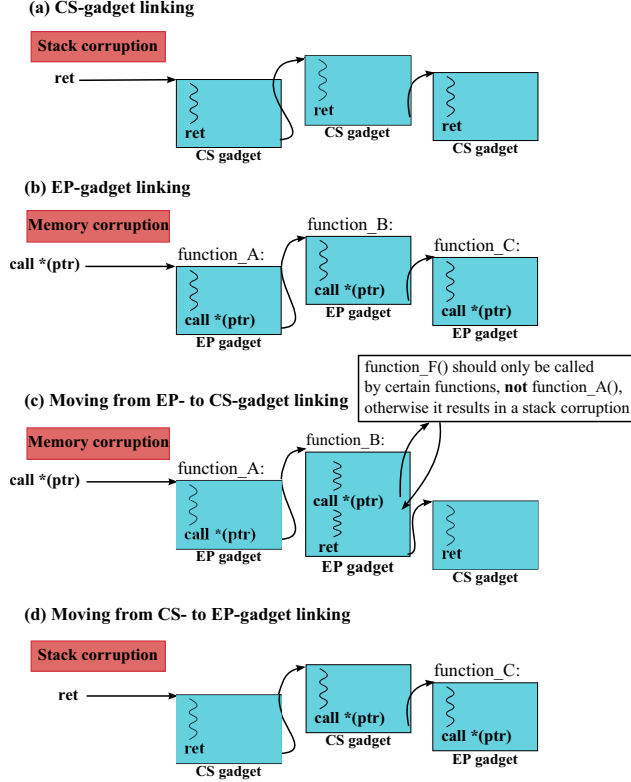 (a) CS-gadget linking
Stack corruption
ret
ret
CS gadget
ret
CS gadget
ret
CS gadget
(b) EP-gadget linking
Memory corruption
call *(ptr)
function_A:
call *(ptr)
EP gadget
function_B:
call *(ptr)
EP gadget
function_C:
call *(ptr)
EP gadget
function_F() should only be called
by certain functions, not function_A(),
otherwise it results in a stack corruption
(c) Moving from EP- to CS-gadget linking
Memory corruption
call *(ptr)
function_A:
call *(ptr)
EP gadget
function_B:
call *(ptr)
ret
EP gadget
ret
CS gadget
(d) Moving from CS- to EP-gadget linking
Stack corruption
ret
ret
CS gadget
call *(ptr)
CS gadget
function_C:
call *(ptr)
EP gadget